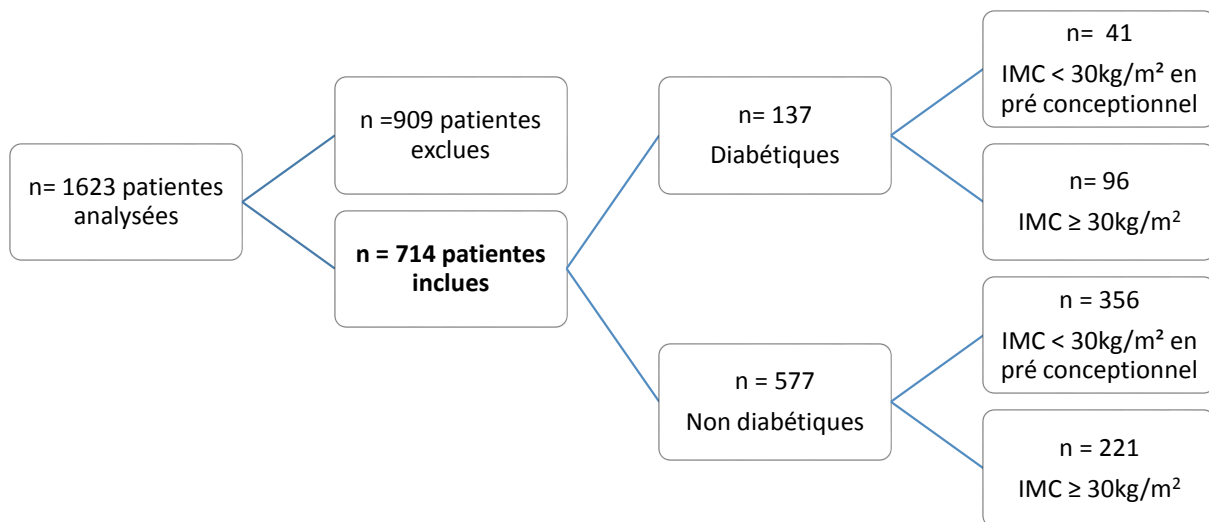 n= 1623 patientes
analysées
n =909 patientes
exclues
n = 714 patientes
inclues
n= 137
Diabétiques
n = 577
Non diabétiques
n= 41
IMC < 30kg/m² en
pré conceptionnel
n= 96
IMC ≥ 30kg/m²
n = 356
IMC < 30kg/m² en
pré conceptionnel
n = 221
IMC ≥ 30kg/m²